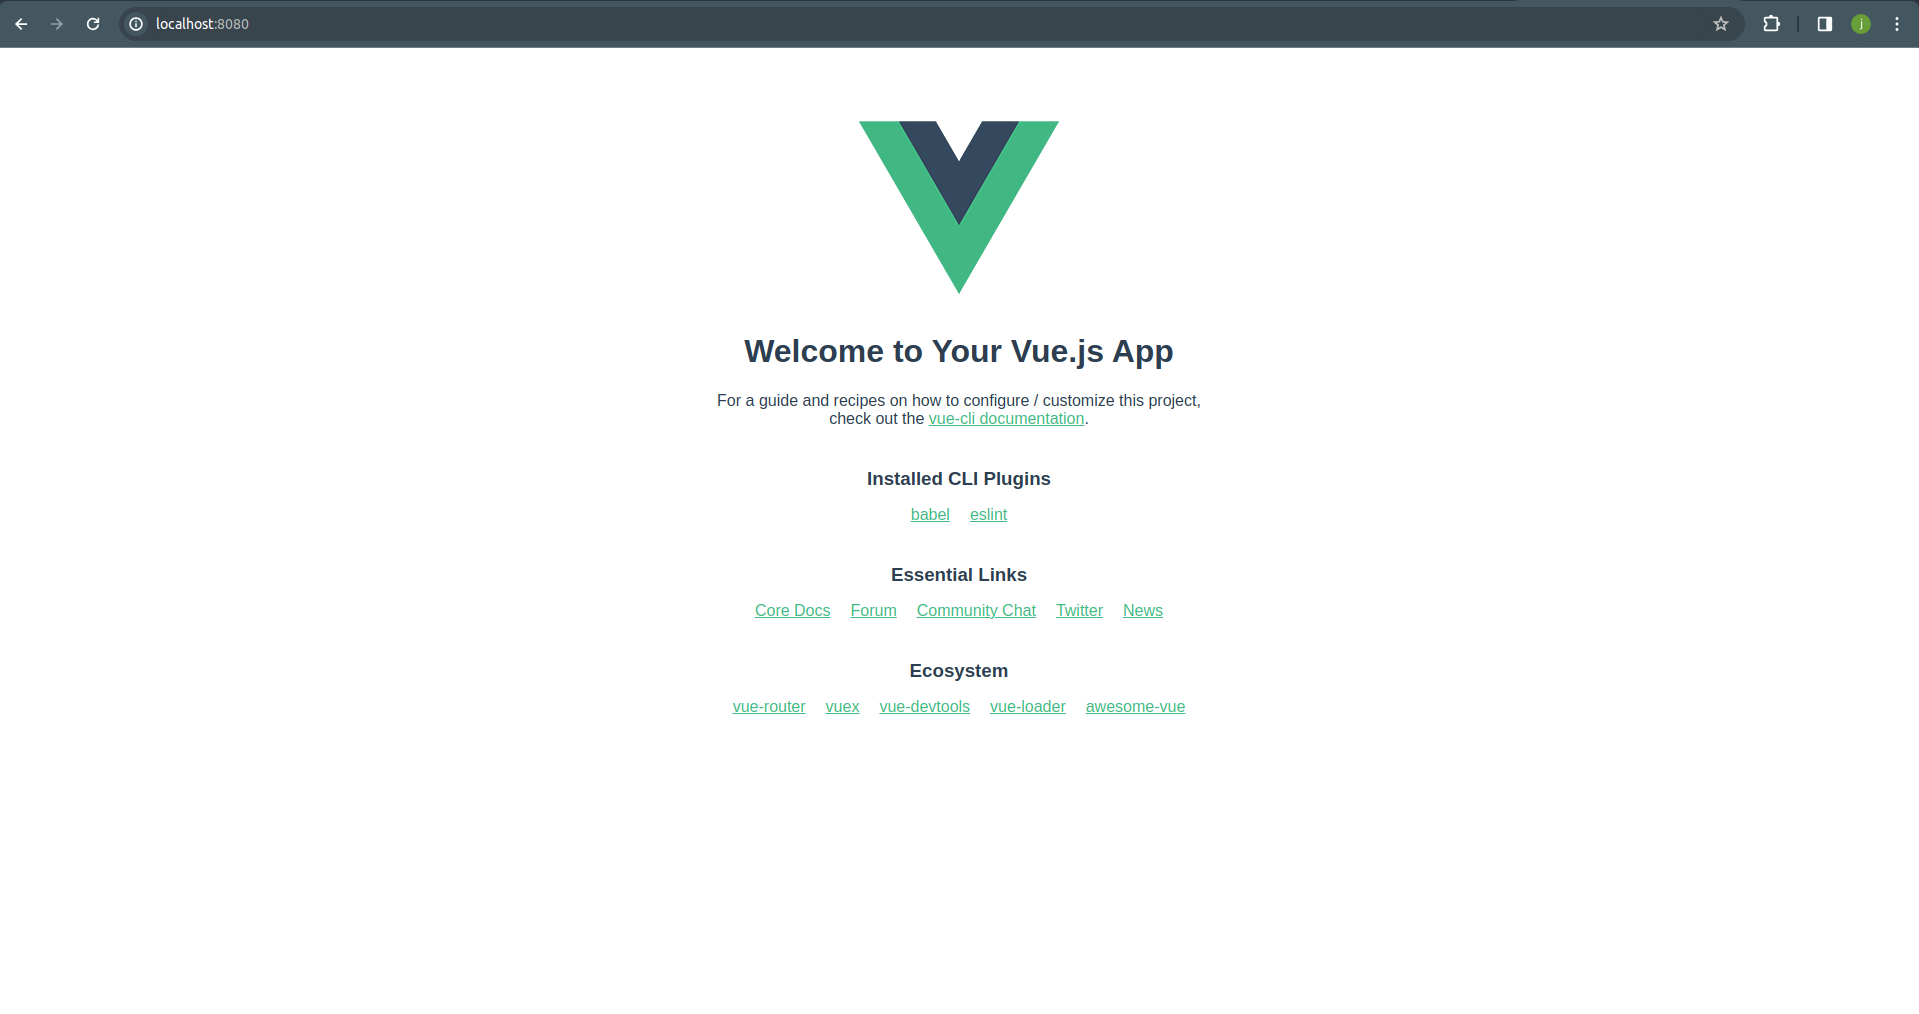 localhost:8080
j
Welcome to Your Vue.js App
For a guide and recipes on how to configure / customize this project,
check out the vue-cli documentation.
Installed CLI Plugins
babel eslint
Essential Links
Core Docs Forum Community Chat Twitter News
Ecosystem
vue-router vuex vue-devtools vue-loader awesome-vue